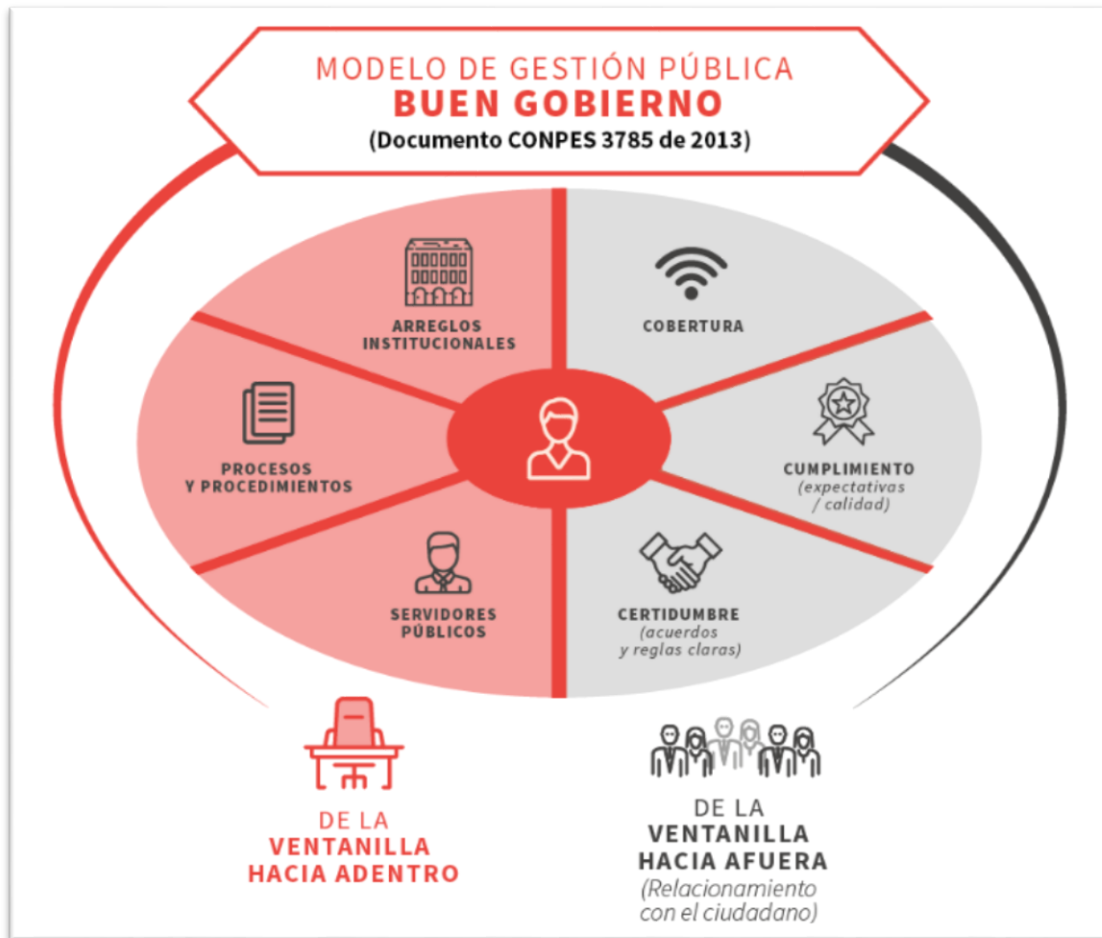 MODELO DE GESTIÓN PÚBLICA
BUEN GOBIERNO
(Documento CONPES 3785 de 2013)
ARREGLOS
INSTITUCIONALES
COBERTURA
PROCESOS
Y PROCEDIMIENTOS
CUMPLIMIENTO
(expectativas
/ calidad)
SERVIDORES
PÚBLICOS
CERTIDUMBRE
(acuerdos
y reglas claras)
DE LA
VENTANILLA
HACIA ADENTRO
DE LA
VENTANILLA
HACIA AFUERA
(Relacionamiento
con el ciudadano)